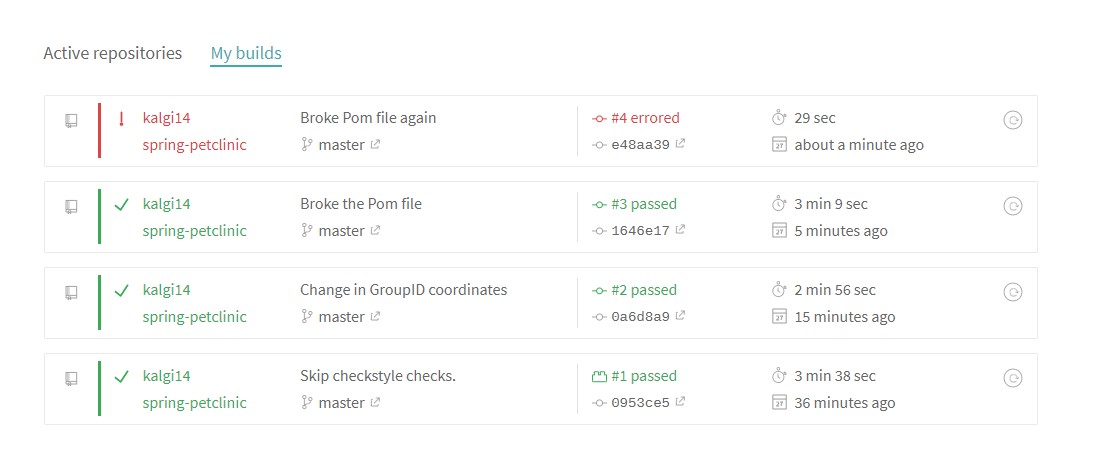 Active repositories My builds
kalgi14 Broke Pom file again #4 errored 29 sec
spring-petclinic master e48aa39 about a minute ago
kalgi14 Broke the Pom file #3 passed 3 min 9 sec
spring-petclinic master 1646e17 5 minutes ago
kalgi14 Change in GroupID coordinates #2 passed 2 min 56 sec
spring-petclinic master 0a6d8a9 15 minutes ago
kalgi14 Skip checkstyle checks. #1 passed 3 min 38 sec
spring-petclinic master 0953ce5 36 minutes ago